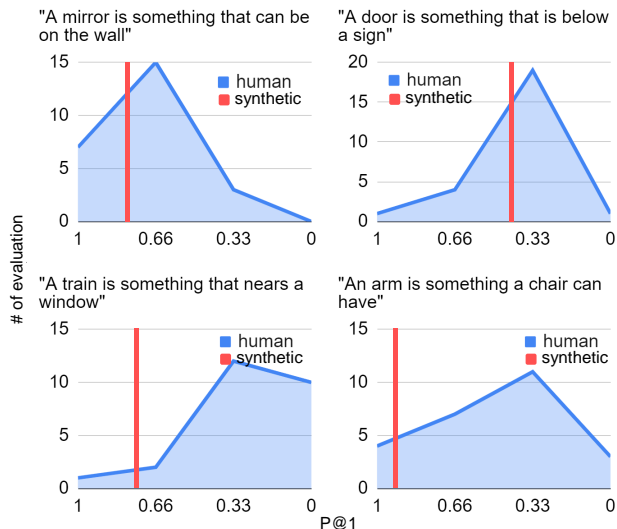 "A mirror is something that can be
on the wall"
15
10
5
0
human
synthetic
1 0.66 0.33 0
"A door is something that is below
a sign"
20
15
10
5
0
human
synthetic
1 0.66 0.33 0
# of evaluation
"A train is something that nears a
window"
15
10
5
0
human
synthetic
1 0.66 0.33 0
"An arm is something a chair can
have"
15
10
5
0
human
synthetic
1 0.66 0.33 0
P@1